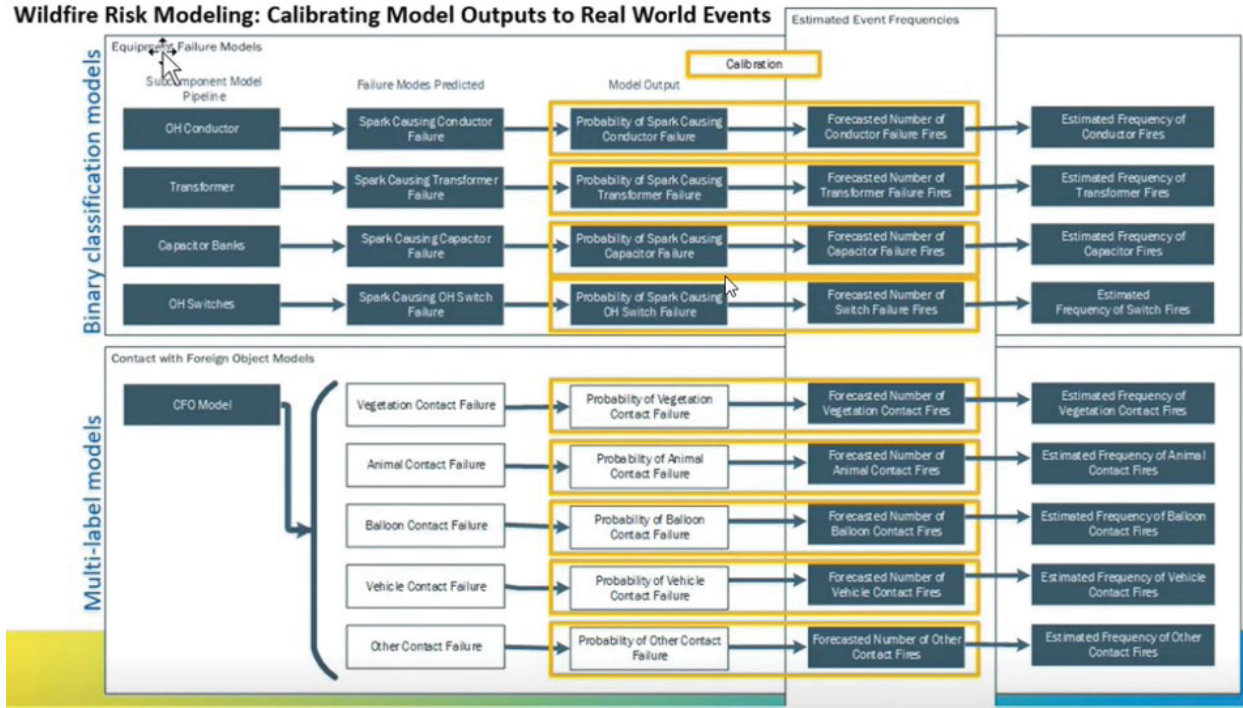 Wildfire Risk Modeling: Calibrating Model Outputs to Real World Events
Estimated Event Frequencies
Binary classification models
Equipment Failure Models
Calibration
Subcomponent Model
Pipeline
Failure Modes Predicted
Model Output
OH Conductor
Spark Causing Conductor
Failure
Probability of Spark Causing
Conductor Failure
Forecasted Number of
Conductor Failure Fires
Estimated Frequency of
Conductor Fires
Transformer
Spark Causing Transformer
Failure
Probability of Spark Causing
Transformer Failure
Forecasted Number of
Transformer Failure Fires
Estimated Frequency of
Transformer Fires
Capacitor Banks
Spark Causing Capacitor
Failure
Probability of Spark Causing
Capacitor Failure
Forecasted Number of
Capacitor Failure Fires
Estimated Frequency of
Capacitor Fires
OH Switches
Spark Causing OH Switch
Failure
Probability of Spark Causing
OH Switch Failure
Forecasted Number of
Switch Failure Fires
Estimated
Frequency of Switch Fires
Multi-label models
Contact with Foreign Object Models
CFO Model
Vegetation Contact Failure
Probability of Vegetation
Contact Failure
Forecasted Number of
Vegetation Contact Fires
Estimated Frequency of
Vegetation Contact Fires
Animal Contact Failure
Probability of Animal
Contact Failure
Forecasted Number of
Animal Contact Fires
Estimated Frequency of Animal
Contact Fires
Balloon Contact Failure
Probability of Balloon
Contact Failure
Forecasted Number of
Balloon Contact Fires
Estimated Frequency of Balloon
Contact Fires
Vehicle Contact Failure
Probability of Vehicle
Contact Failure
Forecasted Number of
Vehicle Contact Fires
Estimated Frequency of Vehicle
Contact Fires
Other Contact Failure
Probability of Other Contact
Failure
Forecasted Number of Other
Contact Fires
Estimated Frequency of Other
Contact Fires